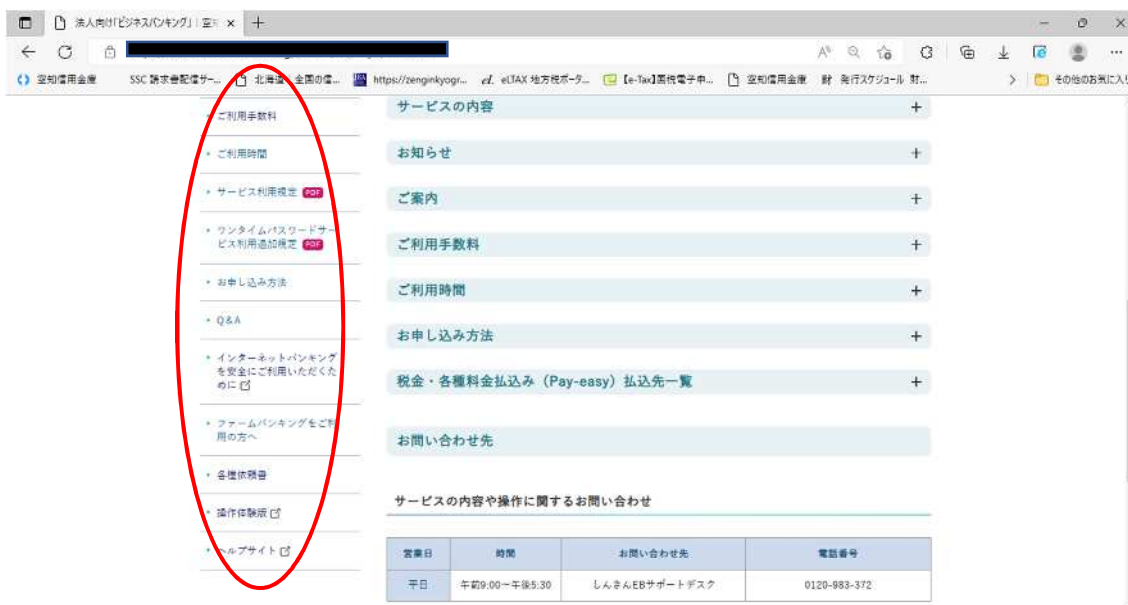 法人向け「ビジネスバンキング」| 空
空知信用金庫
SSC 請求書配信サー...
北海道 全国の信...
https://zenginkyogr...
eL eLTAX 地方税ポータ...
【e-Tax】国税電子申...
空知信用金庫
財 発行スケジュール 財...
その他のお気に入り
ご利用手数料
ご利用時間
サービス利用規定 PDF
ワンタイムパスワードサー
ビス利用追加規定 PDF
お申し込み方法
Q&A
インターネットバンキング
を安全にご利用いただくた
めに
ファームバンキングをご利
用の方へ
各種依頼書
操作体験版
ヘルプサイト
サービスの内容
お知らせ
ご案内
ご利用手数料
ご利用時間
お申し込み方法
税金・各種料金払込み（Pay-easy）払込先一覧
お問い合わせ先
サービスの内容や操作に関するお問い合わせ
営業日 時間 お問い合わせ先 電話番号
平日 午前9:00～午後5:30 しんきんEBサポートデスク 0120-983-372